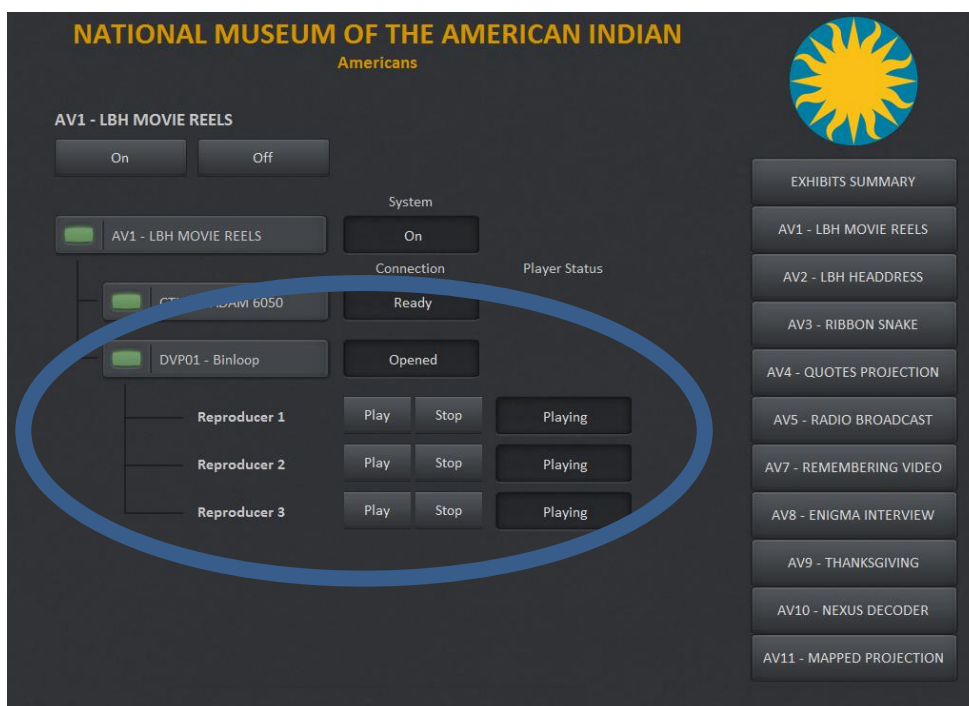 NATIONAL MUSEUM OF THE AMERICAN INDIAN
Americans
AV1 - LBH MOVIE REELS
On Off
System
AV1 - LBH MOVIE REELS On
Connection Player Status
ADAM 6050 Ready
DVP01 - Binloop Opened
Reproducer 1 Play Stop Playing
Reproducer 2 Play Stop Playing
Reproducer 3 Play Stop Playing
EXHIBITS SUMMARY
AV1 - LBH MOVIE REELS
AV2 - LBH HEADDRESS
AV3 - RIBBON SNAKE
AV4 - QUOTES PROJECTION
AV5 - RADIO BROADCAST
AV7 - REMEMBERING VIDEO
AV8 - ENIGMA INTERVIEW
AV9 - THANKSGIVING
AV10 - NEXUS DECODER
AV11 - MAPPED PROJECTION